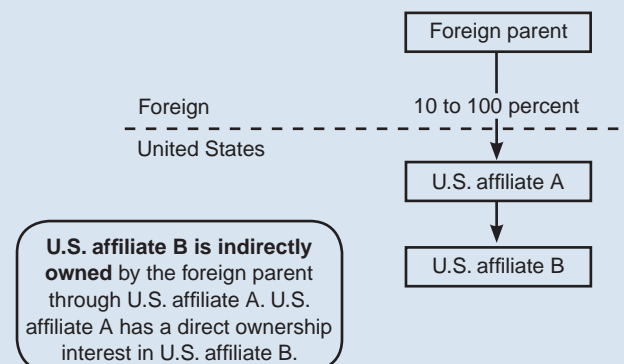 Foreign parent
Foreign
10 to 100 percent
United States
U.S. affiliate A
U.S. affiliate B
U.S. affiliate B is indirectly
owned by the foreign parent
through U.S. affiliate A. U.S.
affiliate A has a direct ownership
interest in U.S. affiliate B.